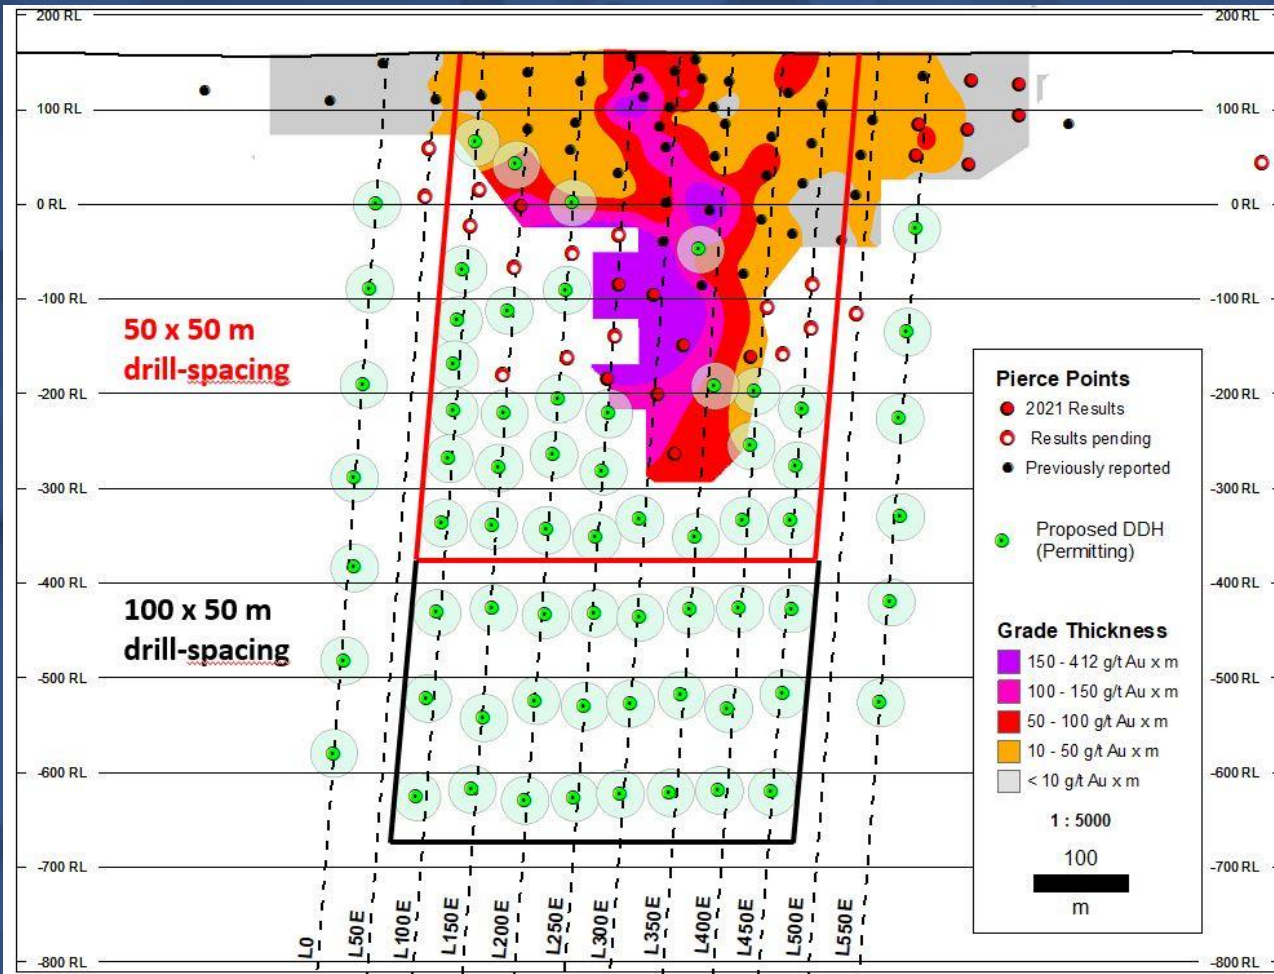 200 RL
200 RL
100 RL
100 RL
0 RL
0 RL
-100 RL
-100 RL
50 x 50 m
drill-spacing
-200 RL
-200 RL
-300 RL
-300 RL
-400 RL
-400 RL
100 x 50 m
drill-spacing
-500 RL
-500 RL
-600 RL
-600 RL
-700 RL
-700 RL
-800 RL
-800 RL
Pierce Points
2021 Results
Results pending
Previously reported
Proposed DDH
(Permitting)
Grade Thickness
150 - 412 g/t Au x m
100 - 150 g/t Au x m
50 - 100 g/t Au x m
10 - 50 g/t Au x m
< 10 g/t Au x m
1 : 5000
100
m
L0
L50E
L100E
L150E
L200E
L250E
L300E
L350E
L400E
L450E
L500E
L550E